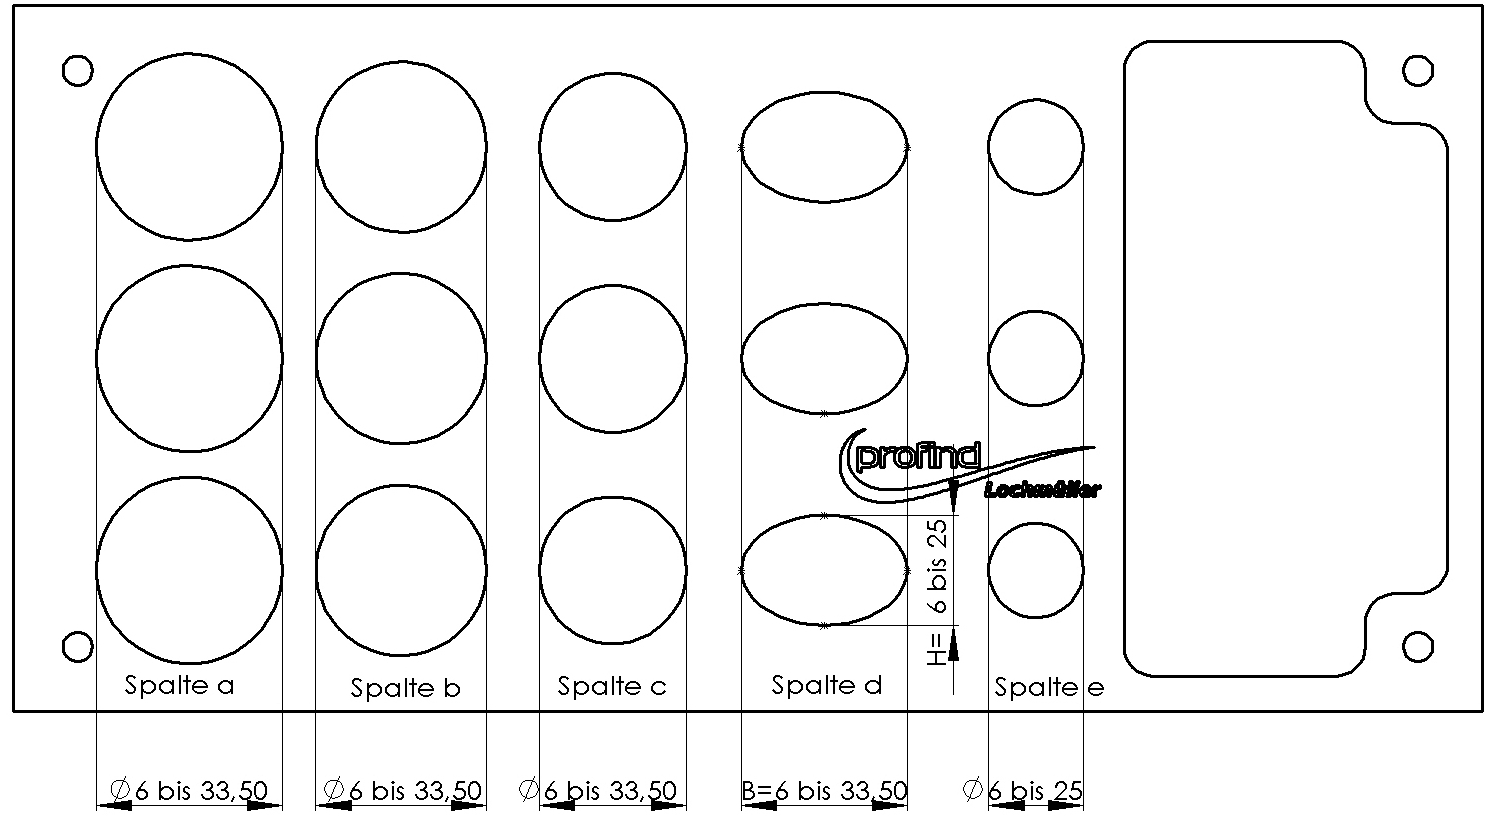 profind
Lochmüller
H= 6 bis 25
Spalte a
Spalte b
Spalte c
Spalte d
Spalte e
∅6 bis 33,50
∅6 bis 33,50
∅6 bis 33,50
B=6 bis 33,50
∅6 bis 25